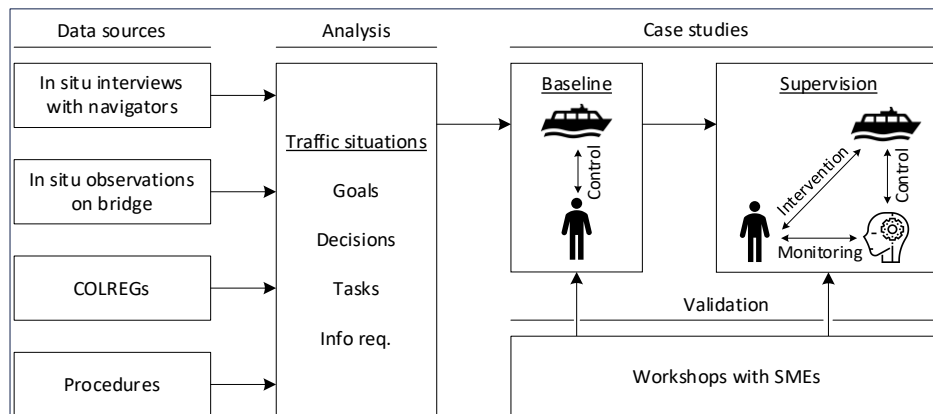 Data sources
Analysis
Case studies
In situ interviews
with navigators
In situ observations
on bridge
COLREGs
Procedures
Traffic situations
Goals
Decisions
Tasks
Info req.
Baseline
Control
Supervision
Intervention
Control
Monitoring
Validation
Workshops with SMEs